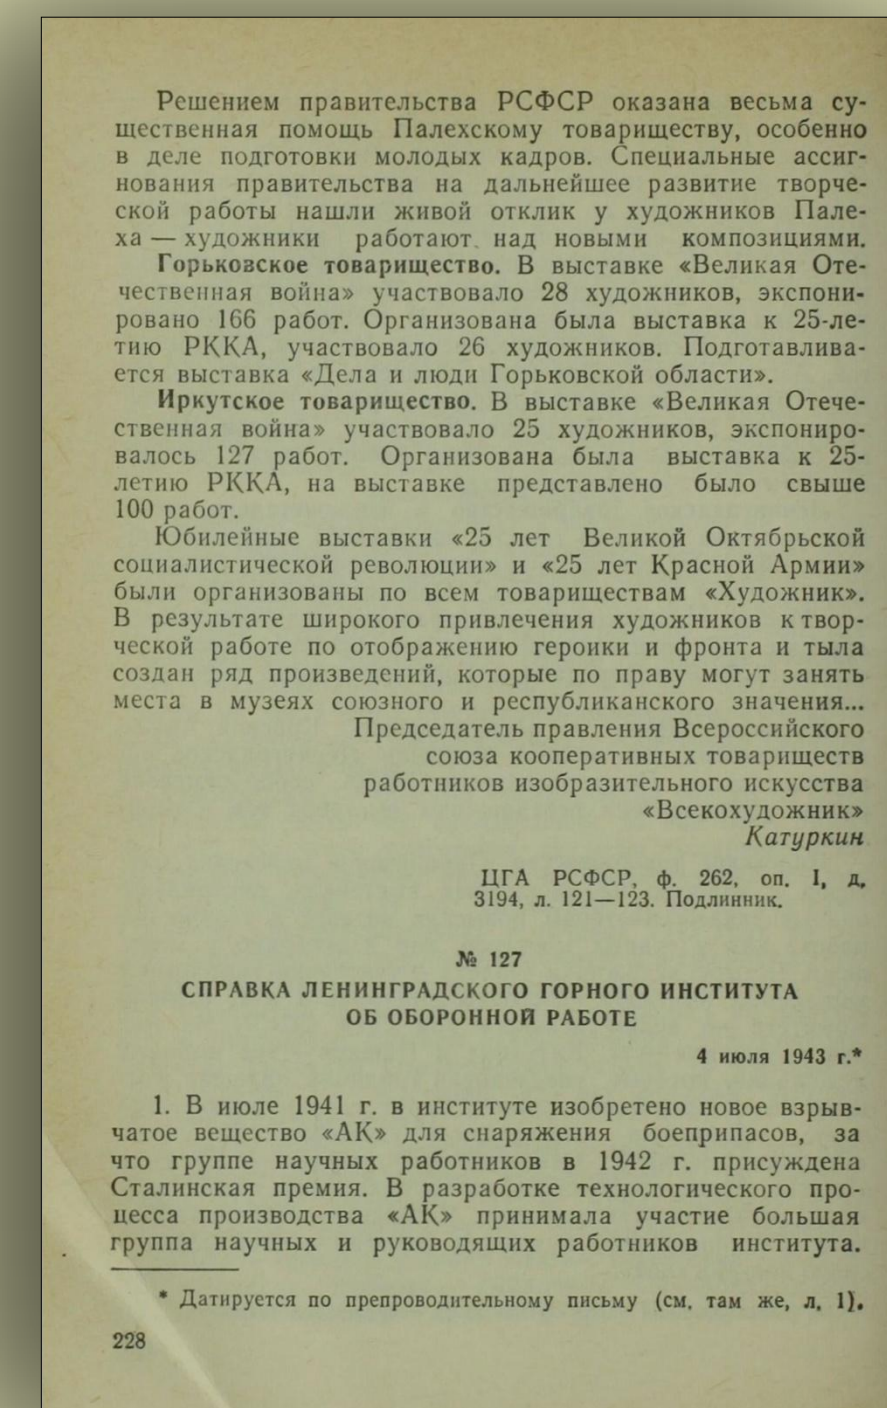 Решением правительства РСФСР оказана весьма су-
щественная помощь Палехскому товариществу, особенно
в деле подготовки молодых кадров. Специальные ассиг-
нования правительства на дальнейшее развитие творче-
ской работы нашли живой отклик у художников Пале-
ха — художники работают над новыми композициями.
Горьковское товарищество. В выставке «Великая Оте-
чественная война» участвовало 28 художников, экспони-
ровано 166 работ. Организована была выставка к 25-ле-
тию РККА, участвовало 26 художников. Подготавлива-
ется выставка «Дела и люди Горьковской области».
Иркутское товарищество. В выставке «Великая Отече-
ственная война» участвовало 25 художников, экспониро-
валось 127 работ. Организована была выставка к 25-
летию РККА, на выставке представлено было свыше
100 работ.
Юбилейные выставки «25 лет Великой Октябрьской
социалистической революции» и «25 лет Красной Армии»
были организованы по всем товариществам «Художник».
В результате широкого привлечения художников к твор-
ческой работе по отображению героики и фронта и тыла
создан ряд произведений, которые по праву могут занять
места в музеях союзного и республиканского значения...
Председатель правления Всероссийского
союза кооперативных товариществ
работников изобразительного искусства
«Всекохудожник»
Катуркин
ЦГА РСФСР, ф. 262, оп. I, д.
3194, л. 121—123. Подлинник.
№ 127
СПРАВКА ЛЕНИНГРАДСКОГО ГОРНОГО ИНСТИТУТА
ОБ ОБОРОННОЙ РАБОТЕ
4 июля 1943 г.*
1. В июле 1941 г. в институте изобретено новое взрыв-
чатое вещество «АК» для снаряжения боеприпасов, за
что группе научных работников в 1942 г. присуждена
Сталинская премия. В разработке технологического про-
цесса производства «АК» принимала участие большая
группа научных и руководящих работников института.
* Датируется по препроводительному письму (см. там же, л. 1).
228